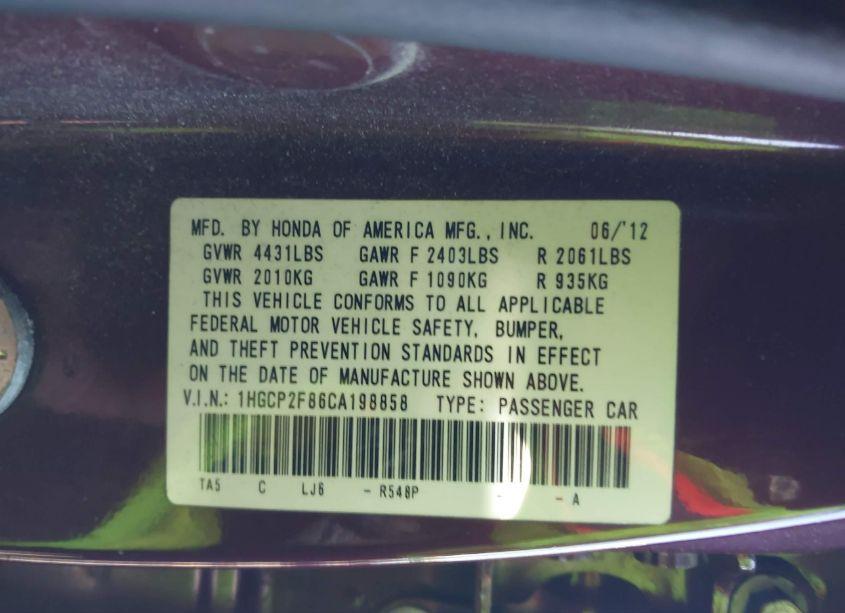 MFD. BY HONDA OF AMERICA MFG., INC. 06/'12
GVWR 4431LBS GAWR F 2403LBS R 2061LBS
GVWR 2010KG GAWR F 1090KG R 935KG
THIS VEHICLE CONFORMS TO ALL APPLICABLE
FEDERAL MOTOR VEHICLE SAFETY, BUMPER,
AND THEFT PREVENTION STANDARDS IN EFFECT
ON THE DATE OF MANUFACTURE SHOWN ABOVE.
V.I.N.: 1HGCP2F86CA198858 TYPE: PASSENGER CAR
TA5 C LJ6 - R548P - - A